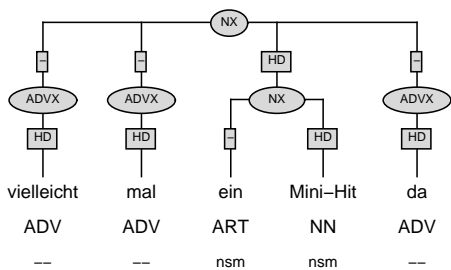 NX
– – HD –
ADVX ADVX NX ADVX
HD HD – HD HD
vielleicht mal ein Mini–Hit da
ADV ADV ART NN ADV
–– –– nsm nsm ––